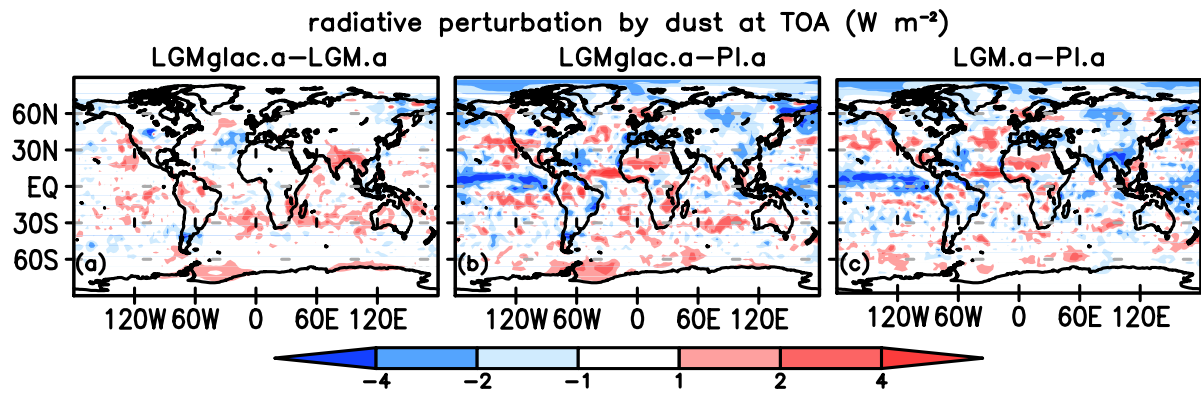 radiative perturbation by dust at TOA (W m⁻²)
LGMglac.a−LGM.a
LGMglac.a−PI.a
LGM.a−PI.a
60N
30N
EQ
30S
60S
(a)
(b)
(c)
120W 60W 0 60E 120E
120W 60W 0 60E 120E
120W 60W 0 60E 120E
−4 −2 −1 1 2 4